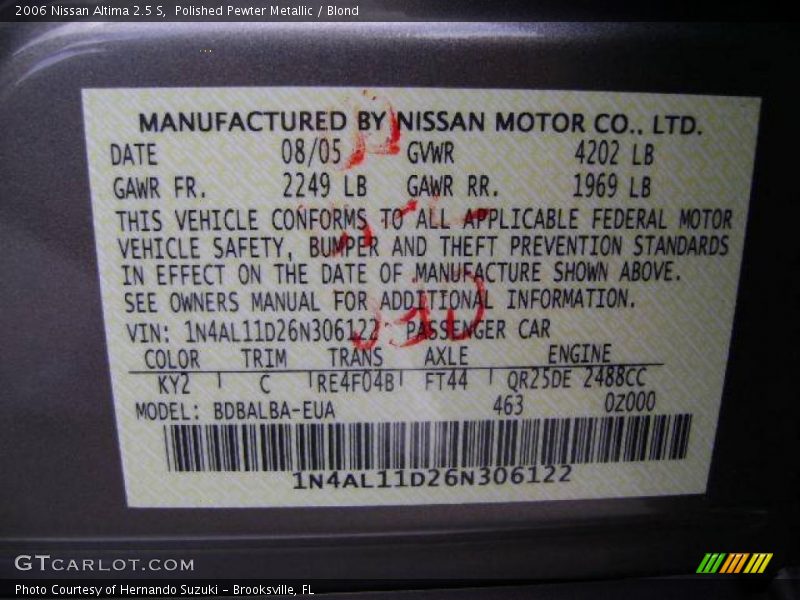 2006 Nissan Altima 2.5 S, Polished Pewter Metallic / Blond
MANUFACTURED BY NISSAN MOTOR CO., LTD.
DATE 08/05 GVWR 4202 LB
GAWR FR. 2249 LB GAWR RR. 1969 LB
THIS VEHICLE CONFORMS TO ALL APPLICABLE FEDERAL MOTOR
VEHICLE SAFETY, BUMPER AND THEFT PREVENTION STANDARDS
IN EFFECT ON THE DATE OF MANUFACTURE SHOWN ABOVE.
SEE OWNERS MANUAL FOR ADDITIONAL INFORMATION.
VIN: 1N4AL11D26N306122 PASSENGER CAR
COLOR TRIM TRANS AXLE ENGINE
KY2 C RE4F04B FT44 QR25DE 2488CC
MODEL: BDBALBA-EUA 463 0Z000
1N4AL11D26N306122
GTCARLOT.COM
Photo Courtesy of Hernando Suzuki - Brooksville, FL